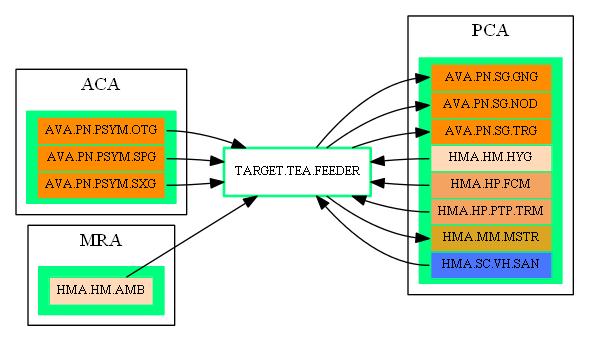 ACA
AVA.PN.PSYM.OTG
AVA.PN.PSYM.SPG
AVA.PN.PSYM.SXG
MRA
HMA.HM.AMB
TARGET.TEA.FEEDER
PCA
AVA.PN.SG.GNG
AVA.PN.SG.NOD
AVA.PN.SG.TRG
HMA.HM.HYG
HMA.HP.FCM
HMA.HP.PTP.TRM
HMA.MM.MSTR
HMA.SC.VH.SAN